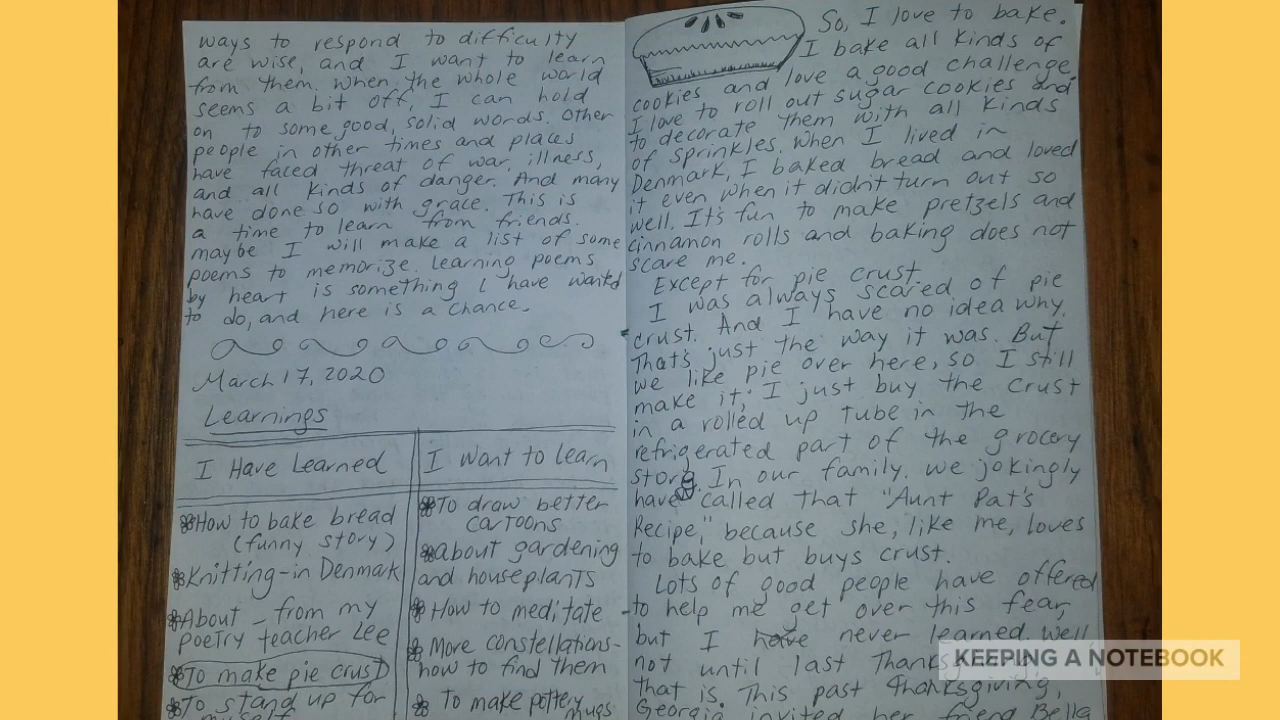 ways to respond to difficulty
are wise, and I want to learn
from them. When the whole world
seems a bit off, I can hold
on to some good, solid words. Other
people in other times and places
have faced threat of war, illness,
and all kinds of danger. And many
have done so with grace. This is
a time to learn from friends.
maybe I will make a list of some
poems to memorize. Learning poems
by heart is something I have wanted
to do, and here is a chance.
March 17, 2020
Learnings
I Have Learned
How to bake bread
(funny story)
Knitting-in Denmark
About _ from my
poetry teacher Lee
To make pie crust
To stand up for
myself
I want to learn
To draw better
cartoons
about gardening
and houseplants
How to meditate
More constellations-
how to find them
To make pottery
mugs
So, I love to bake.
I bake all kinds of
cookies and love a good challenge.
I love to roll out sugar cookies and
to decorate them with all kinds
of sprinkles. When I lived in
Denmark, I baked bread and loved
it even when it didn't turn out so
well. It's fun to make pretzels and
cinnamon rolls and baking does not
scare me.
Except for pie crust.
I was always scared of pie
crust. And I have no idea why.
That's just the way it was. But
we like pie over here, so I still
make it; I just buy the crust
in a rolled up tube in the
refrigerated part of the grocery
store. In our family, we jokingly
have called that "Aunt Pat's
Recipe," because she, like me, loves
to bake but buys crust.
Lots of good people have offered
to help me get over this fear,
but I have never learned. Well
not until last Thanksgiving,
that is. This past Thanksgiving,
Georgia invited her friend Bella
KEEPING A NOTEBOOK